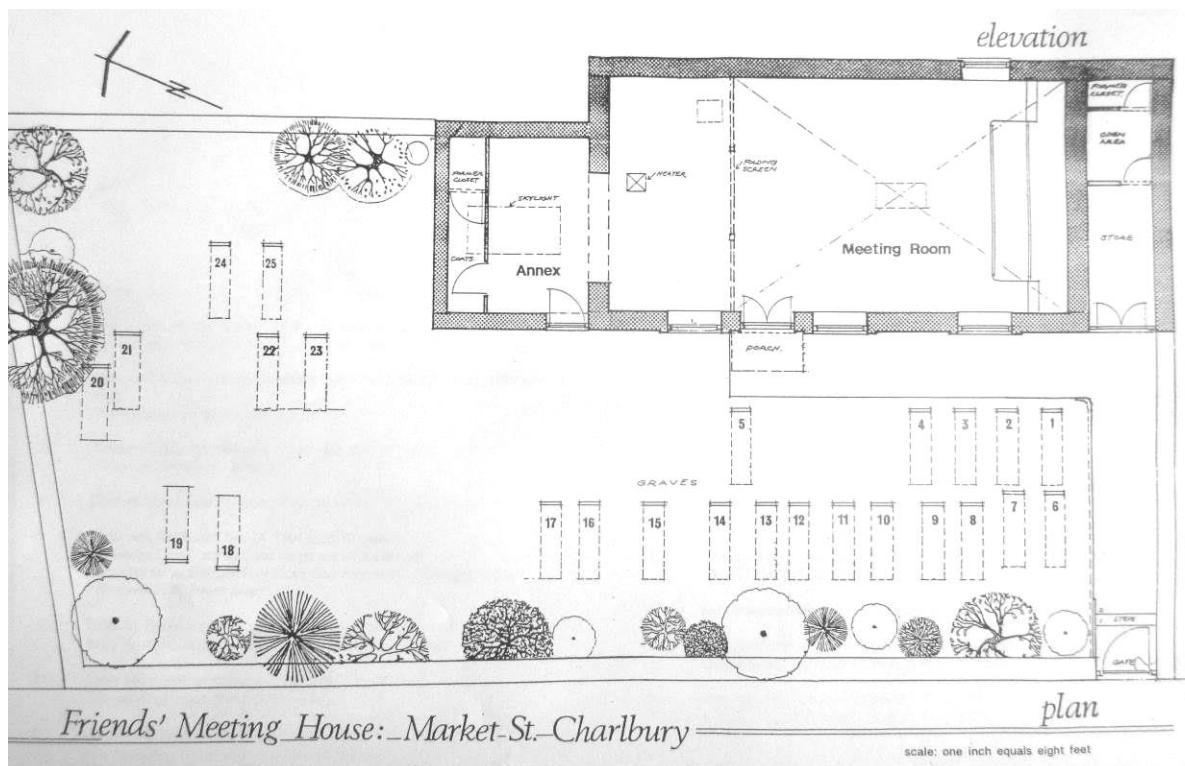 elevation
N
FORMER
CLOSET
OPEN
AREA
STORE
FOLDING
SCREEN
HEATER
FORMER
CLOSET
SKYLIGHT
COATS
Annex
Meeting Room
PORCH.
24
25
21
22
23
20
5
4
3
2
1
GRAVES
19
18
17
16
15
14
13
12
11
10
9
8
7
6
2
1
STEPS
GATE
Friends' Meeting House: Market St. Charlbury
plan
scale: one inch equals eight feet